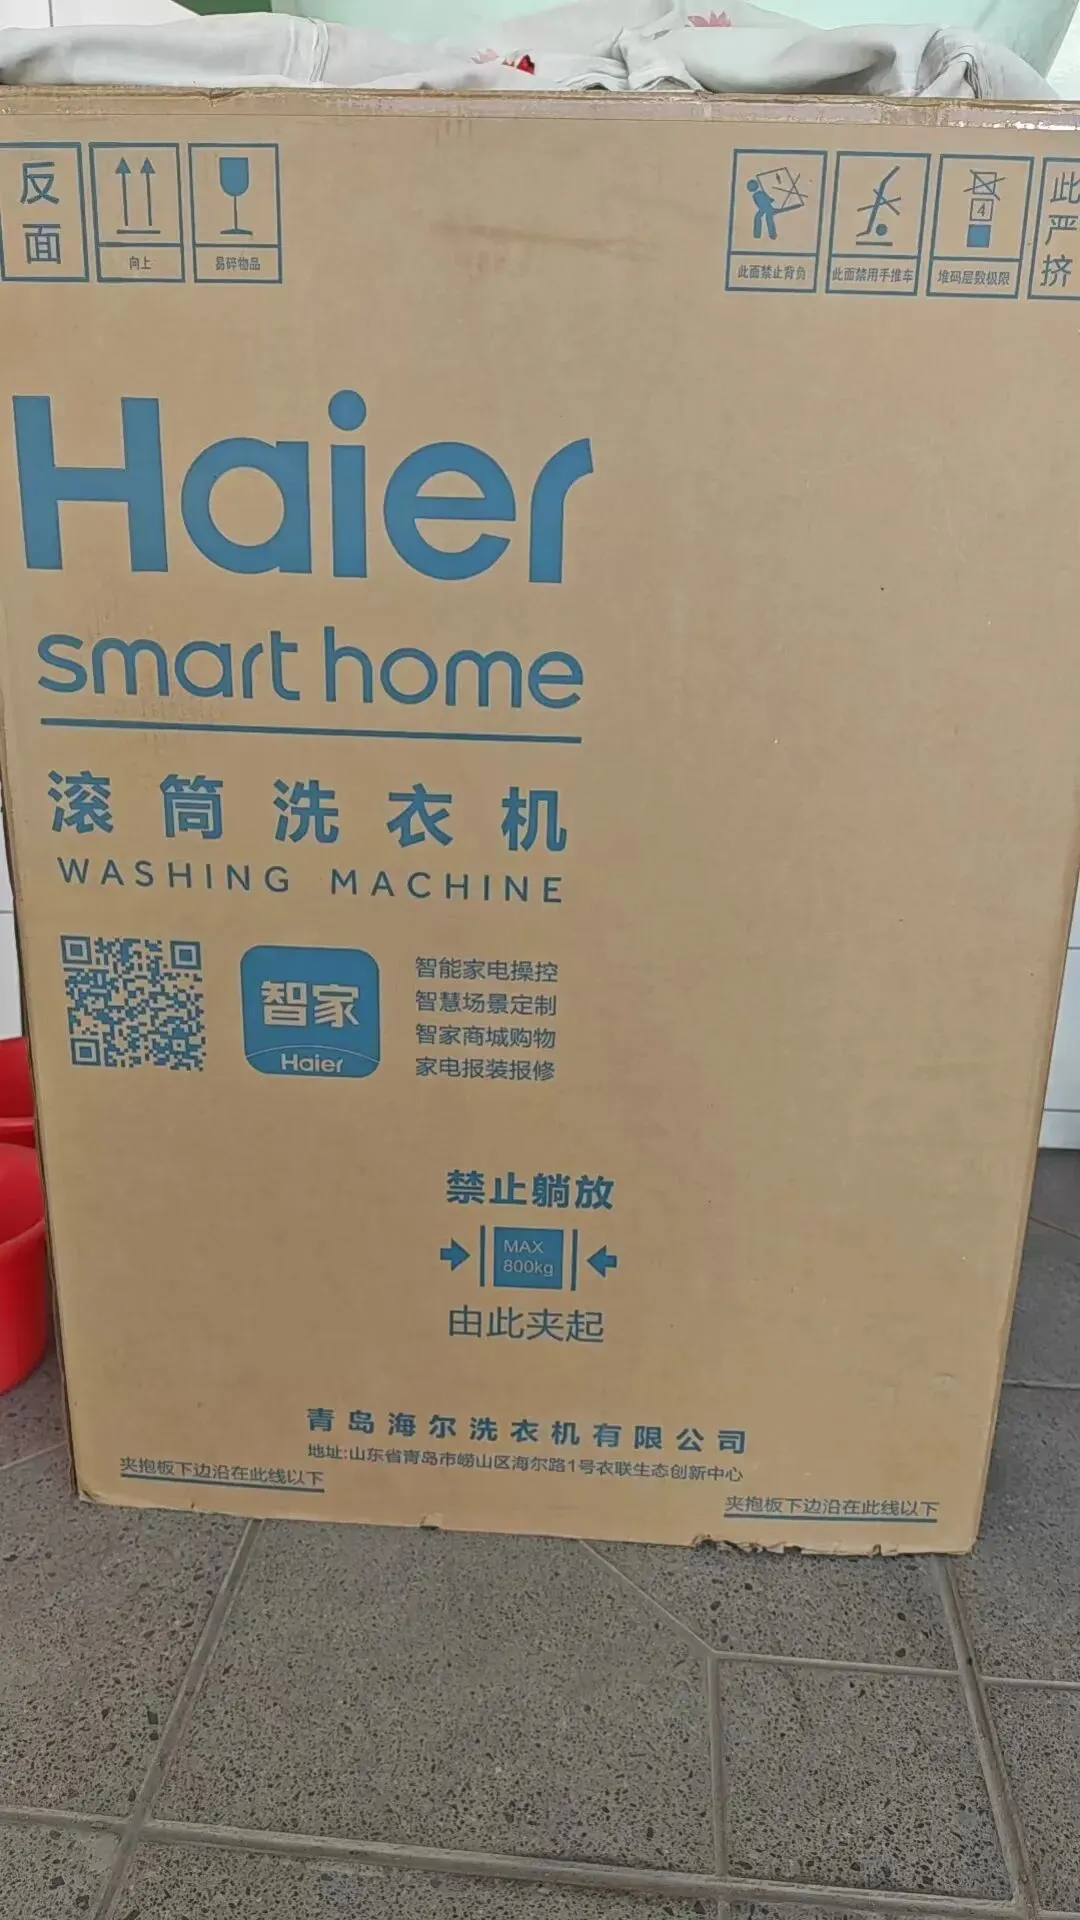 反面
向上
易碎物品
此面禁止背负
此面禁用手推车
4
堆码层数极限
此
严
挤
Haier
smart home
滚筒洗衣机
WASHING MACHINE
智家
Haier
智能家电操控
智慧场景定制
智家商城购物
家电报装报修
禁止躺放
MAX
800kg
由此夹起
青岛海尔洗衣机有限公司
地址:山东省青岛市崂山区海尔路1号衣联生态创新中心
夹抱板下边沿在此线以下
夹抱板下边沿在此线以下